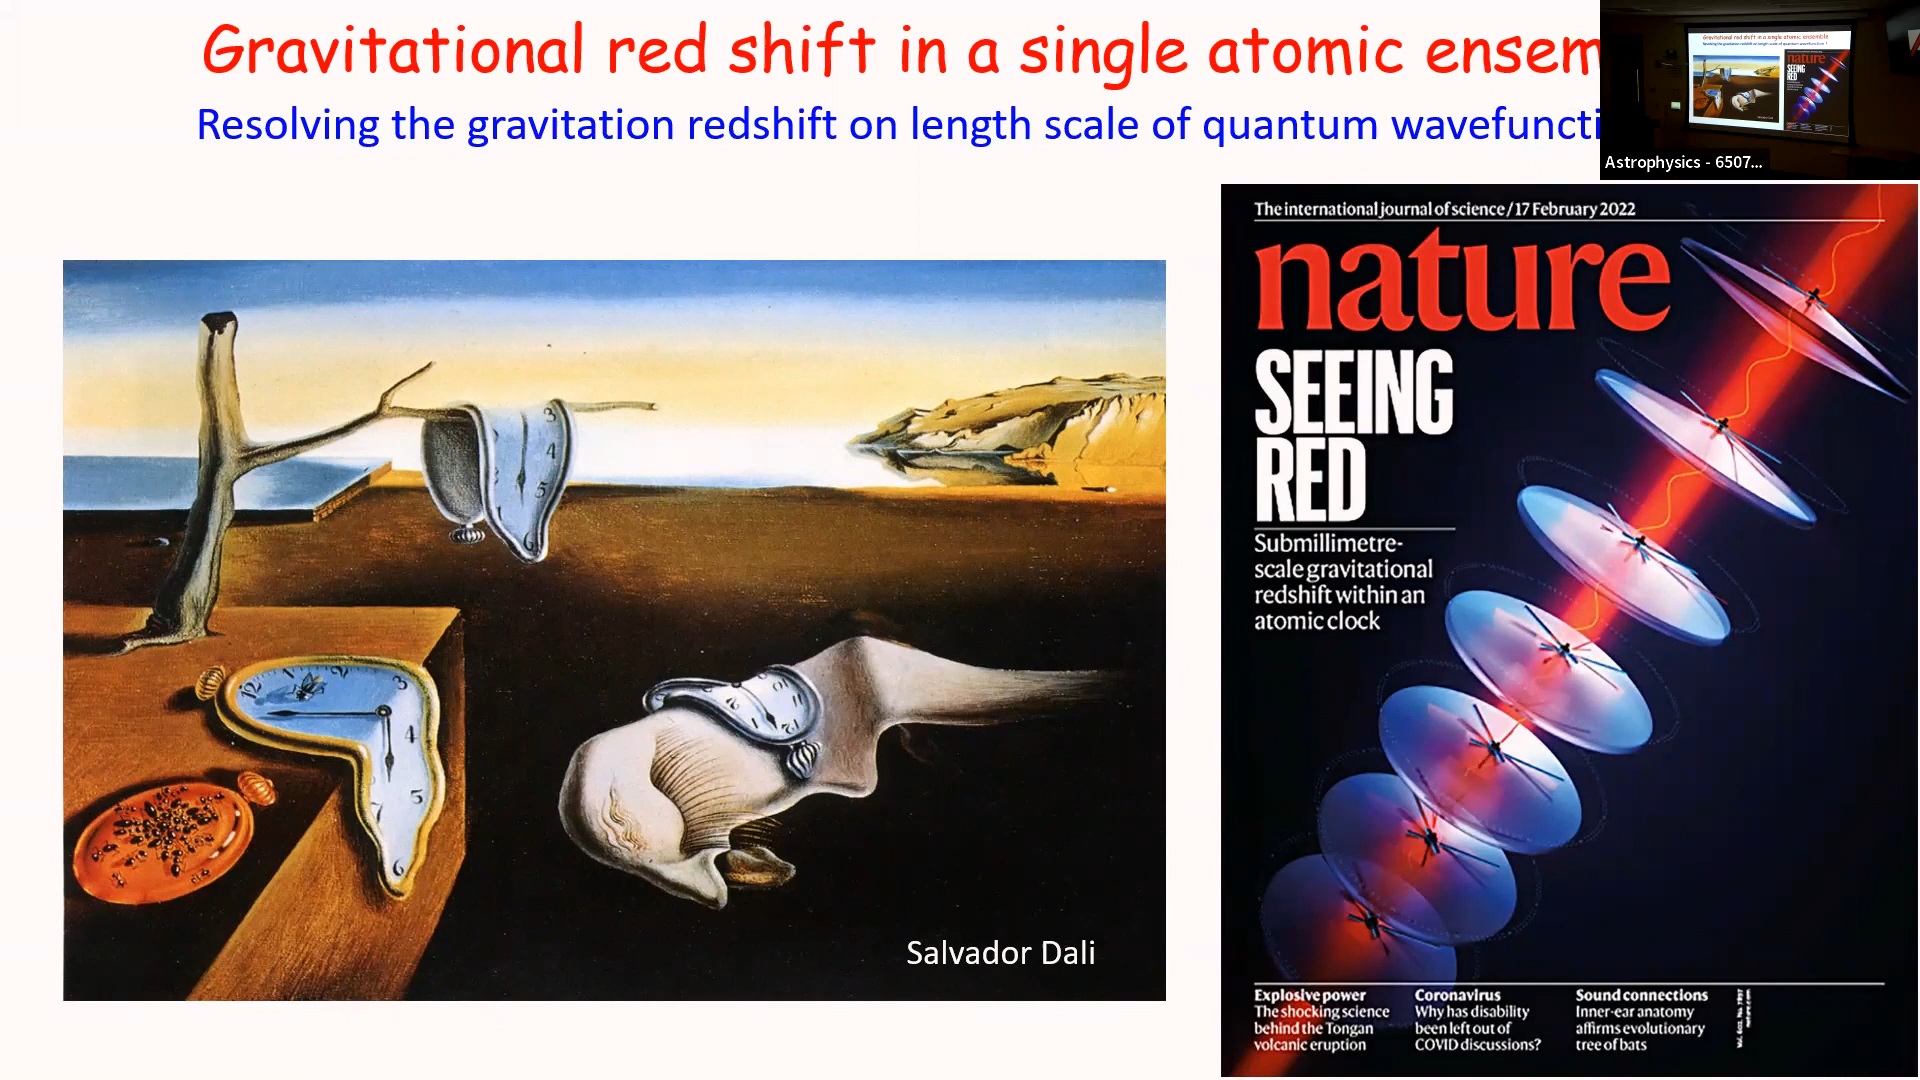 Gravitational red shift in a single atomic ensem
Resolving the gravitation redshift on length scale of quantum wavefuncti
Astrophysics - 6507...
The international journal of science / 17 February 2022
nature
SEEING
RED
Submillimetre-
scale gravitational
redshift within an
atomic clock
Salvador Dali
Explosive power
The shocking science
behind the Tongan
volcanic eruption
Coronavirus
Why has disability
been left out of
COVID discussions?
Sound connections
Inner-ear anatomy
affirms evolutionary
tree of bats
nature.com